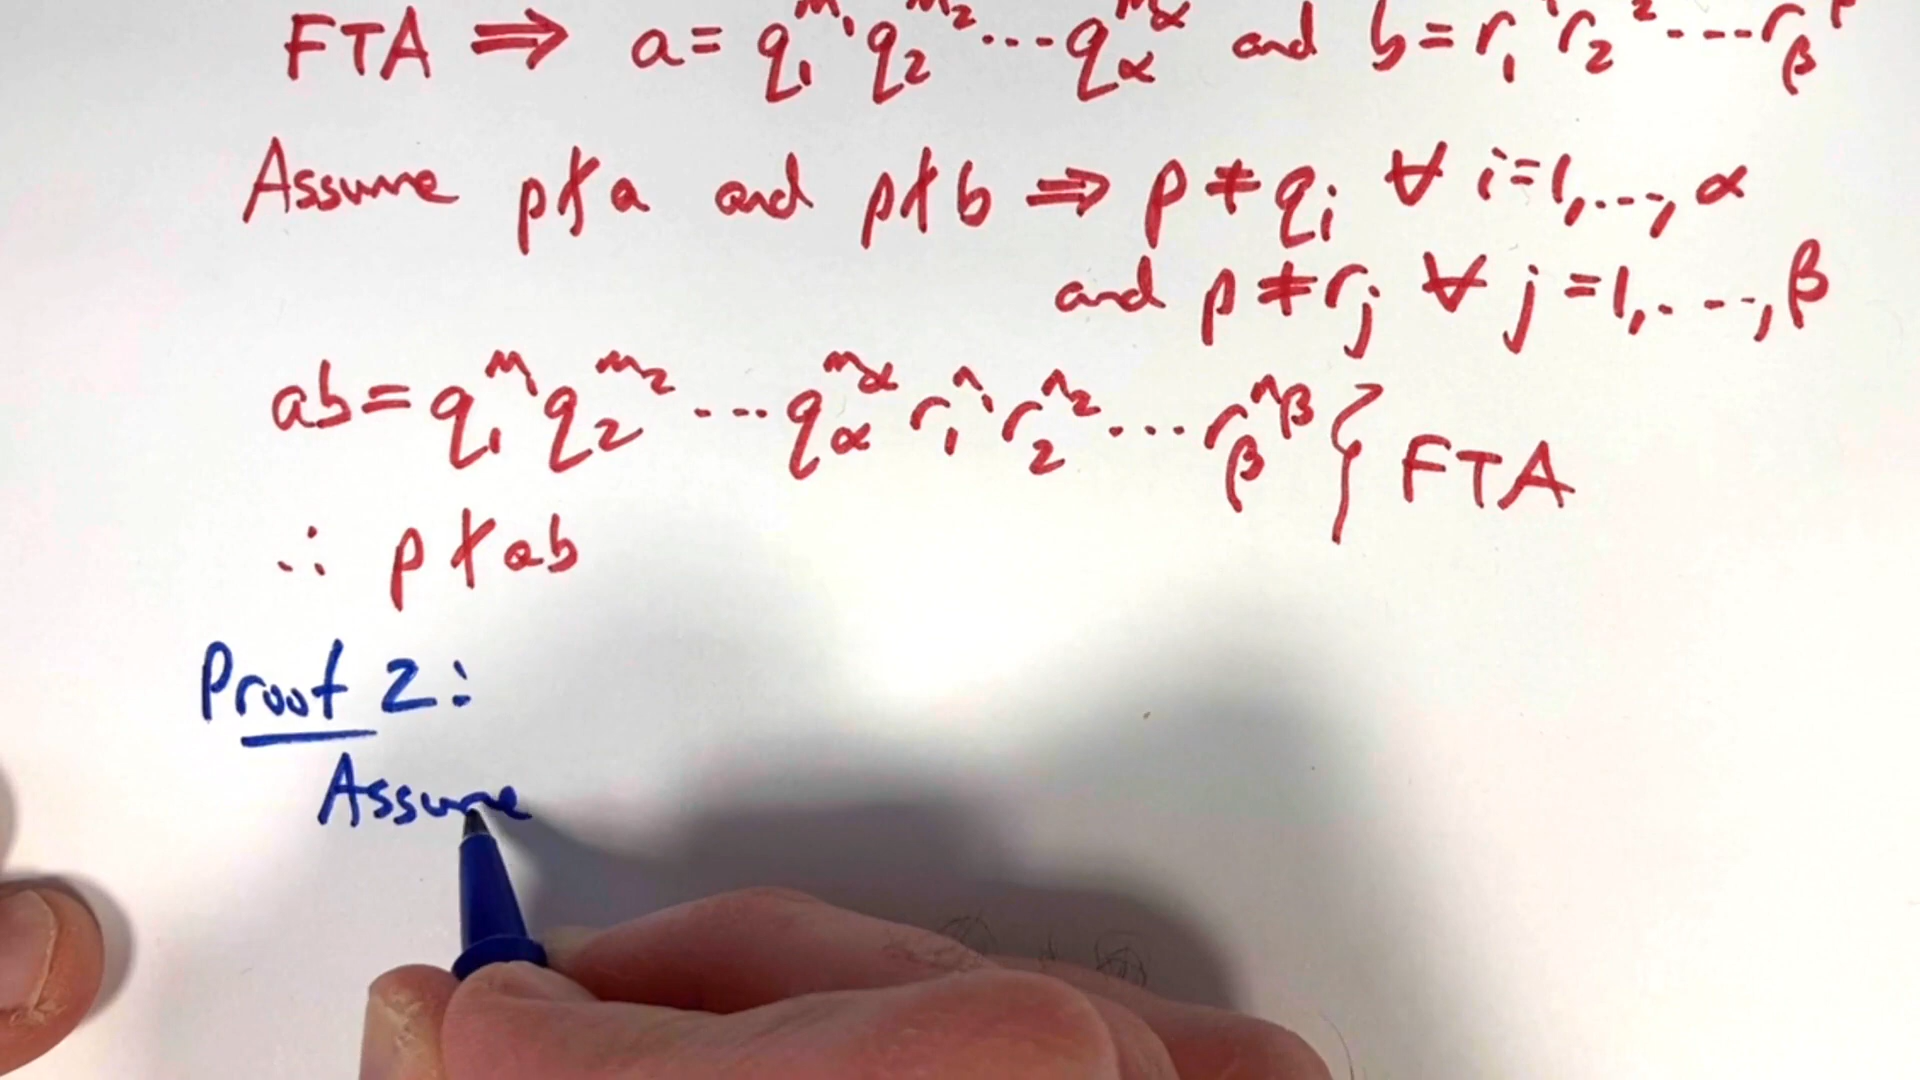 FTA ⇒ a = q₁^m₁ q₂^m₂ ... q_α^m_α and b = r₁ r₂² ... r_β
Assume p∤a and p∤b ⇒ p ≠ qᵢ ∀ i=1,...,α
and p ≠ rⱼ ∀ j=1,...,β
ab = q₁^m₁ q₂^m₂ ... q_α^m_α r₁^n₁ r₂^n₂ ... r_β^n_β } FTA
∴ p∤ab
Proof 2:
Assume